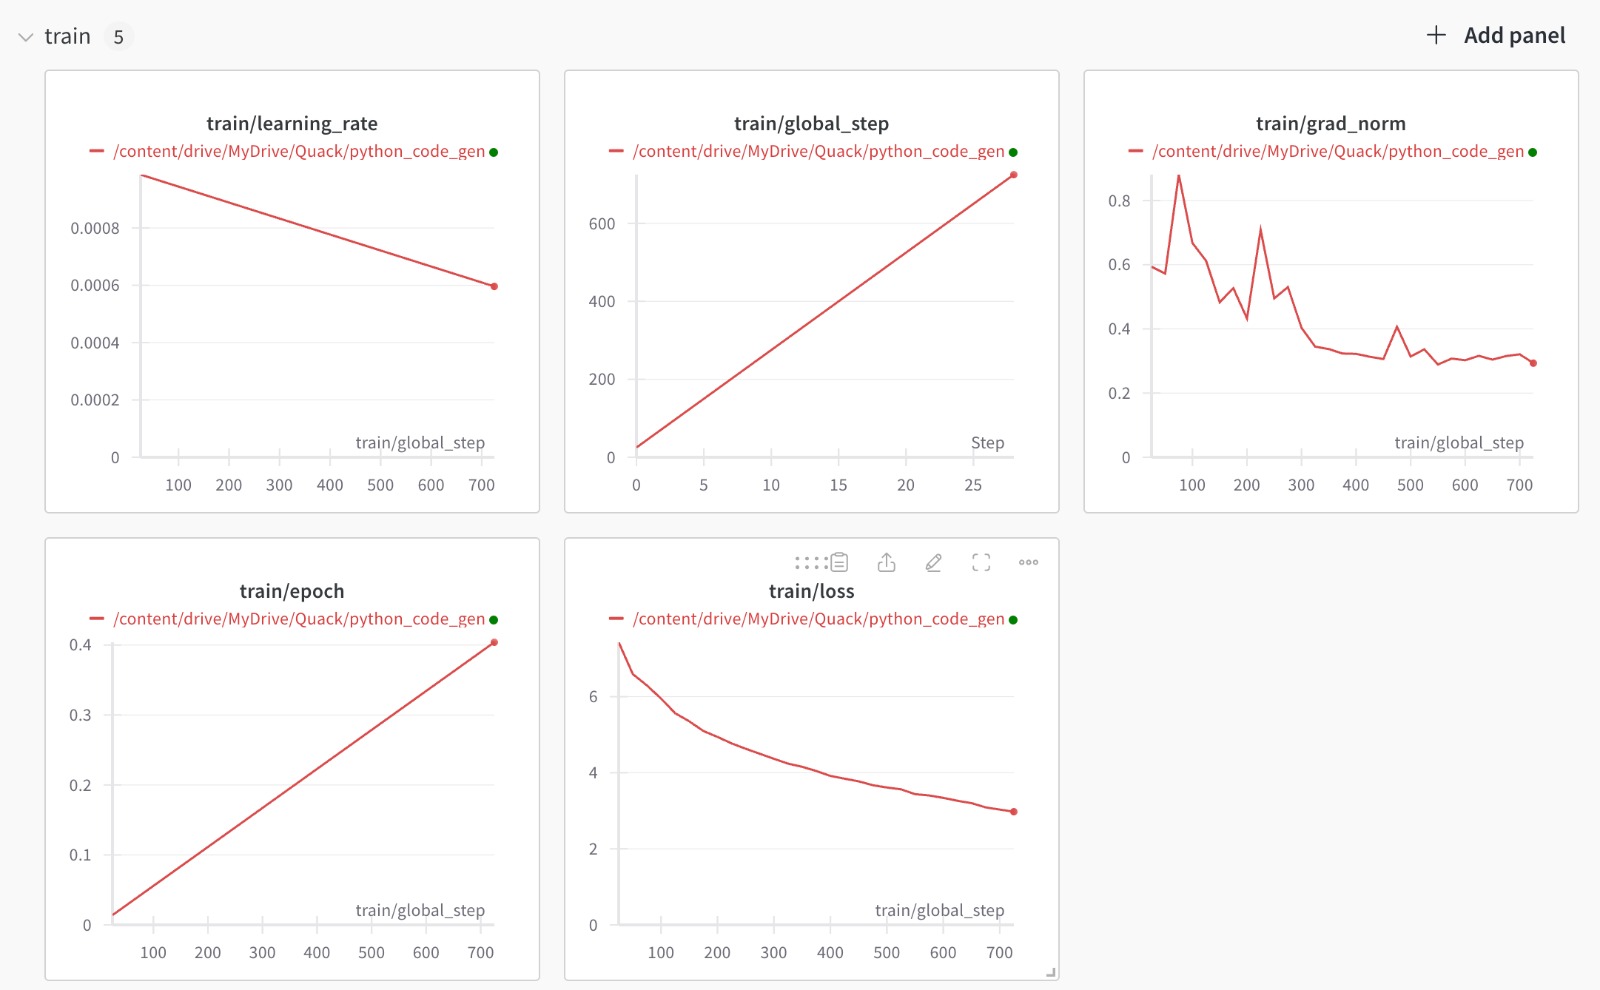 train 5
+ Add panel
train/learning_rate
/content/drive/MyDrive/Quack/python_code_gen
0.0008
0.0006
0.0004
0.0002
0
train/global_step
100 200 300 400 500 600 700
train/global_step
/content/drive/MyDrive/Quack/python_code_gen
600
400
200
0
Step
0 5 10 15 20 25
train/grad_norm
/content/drive/MyDrive/Quack/python_code_gen
0.8
0.6
0.4
0.2
0
train/global_step
100 200 300 400 500 600 700
train/epoch
/content/drive/MyDrive/Quack/python_code_gen
0.4
0.3
0.2
0.1
0
train/global_step
100 200 300 400 500 600 700
train/loss
/content/drive/MyDrive/Quack/python_code_gen
6
4
2
0
train/global_step
100 200 300 400 500 600 700